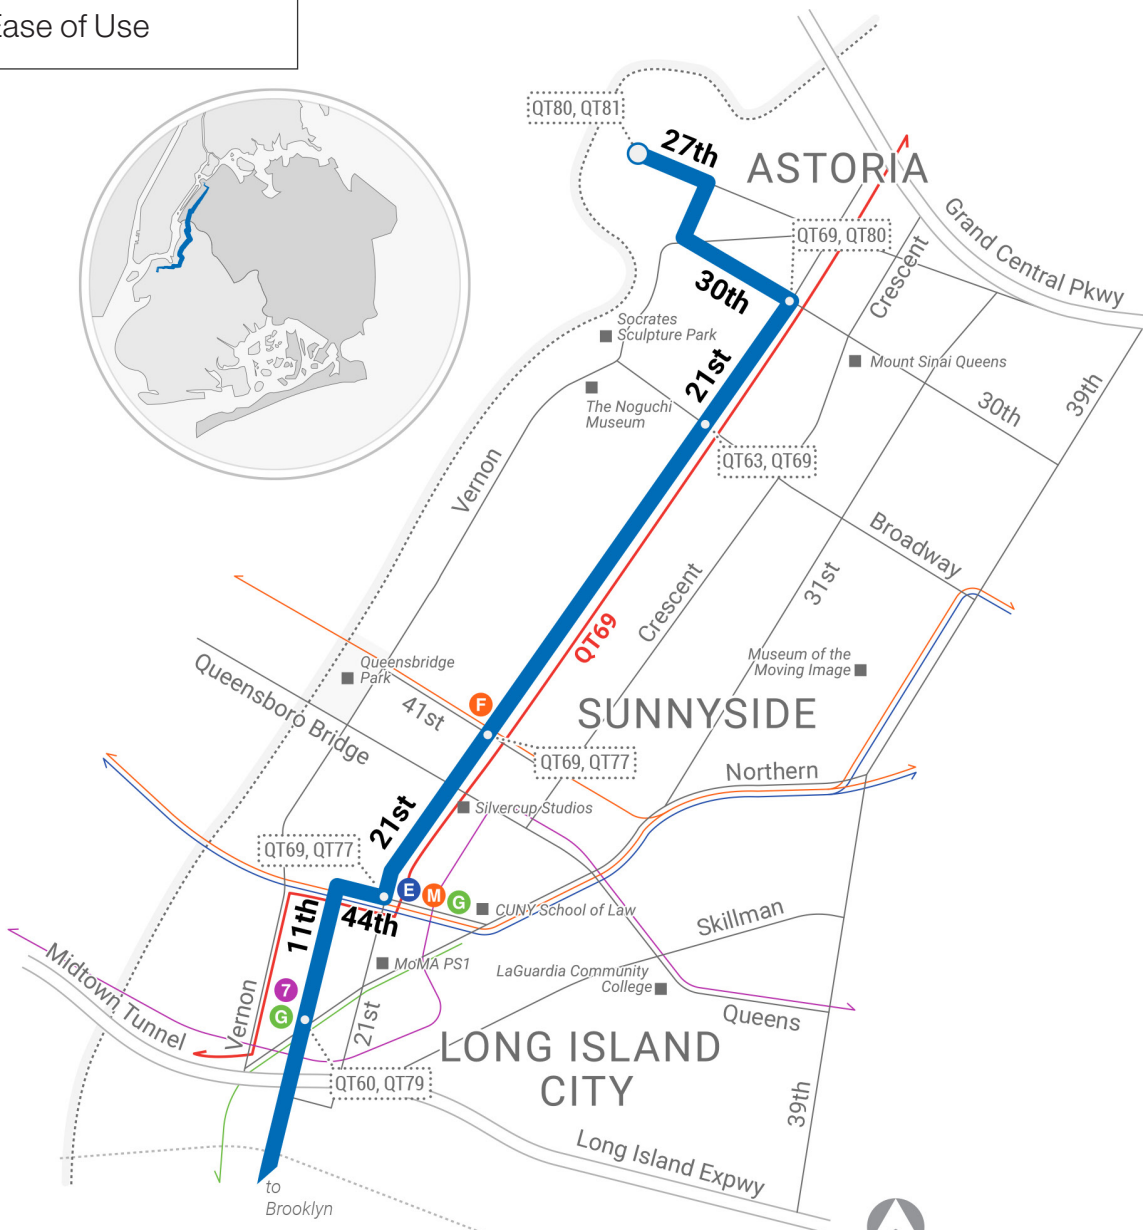 Ease of Use
QT80, QT81
27th
ASTORIA
Grand Central Pkwy
QT69, QT80
Crescent
30th
Socrates
Sculpture Park
21st
Mount Sinai Queens
39th
30th
The Noguchi
Museum
QT63, QT69
Vernon
Broadway
31st
Crescent
QT69
Museum of the
Moving Image
Queensbridge
Park
Queensboro Bridge
41st
F
SUNNYSIDE
QT69, QT77
Northern
21st
Silvercup Studios
QT69, QT77
E
M
G
CUNY School of Law
11th
44th
Skillman
MoMA PS1
LaGuardia Community
College
7
G
Midtown Tunnel
Vernon
21st
Queens
LONG ISLAND
CITY
QT60, QT79
39th
Long Island Expwy
to
Brooklyn